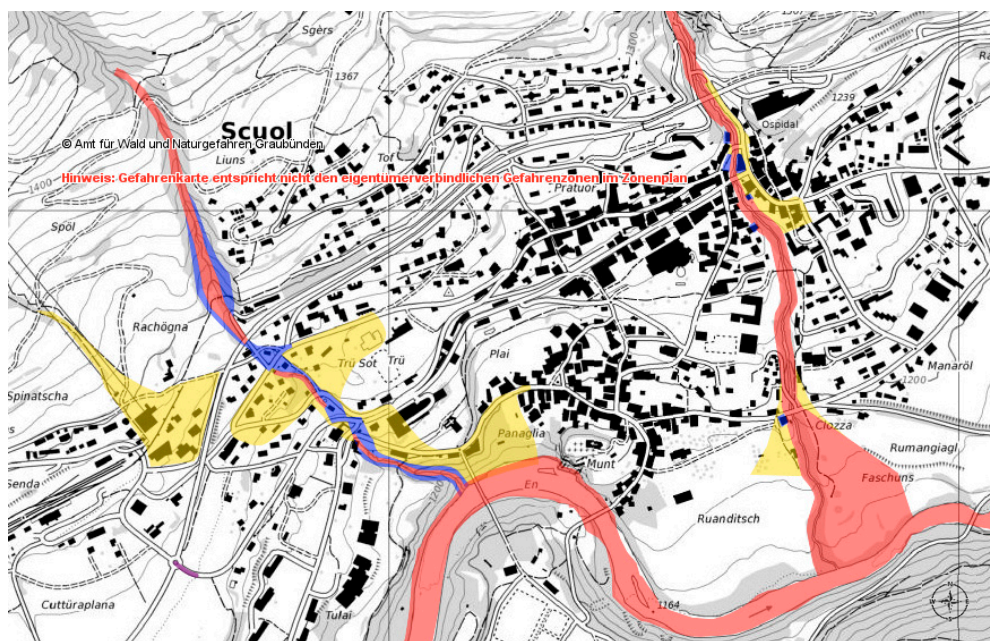 Sgèrs
1300
1307
1367
1239
Scuol
Ospidal
© Amt für Wald und Naturgefahren Graubünden
Liuns
Tof
Hinweis: Gefahrenkarte entspricht nicht den eigentümerverbindlichen Gefahrenzonen im Zonenplan
1400
Pratuor
Spöl
Rachögna
Plai
Trü Sot
Trü
Manaröl
1200
Spinatscha
Panaglia
Clozza
Rumangiagl
Munt
Senda
1200
En
Faschuns
Ruanditsch
Cuttüraplana
Tulai
1164
N
W
S